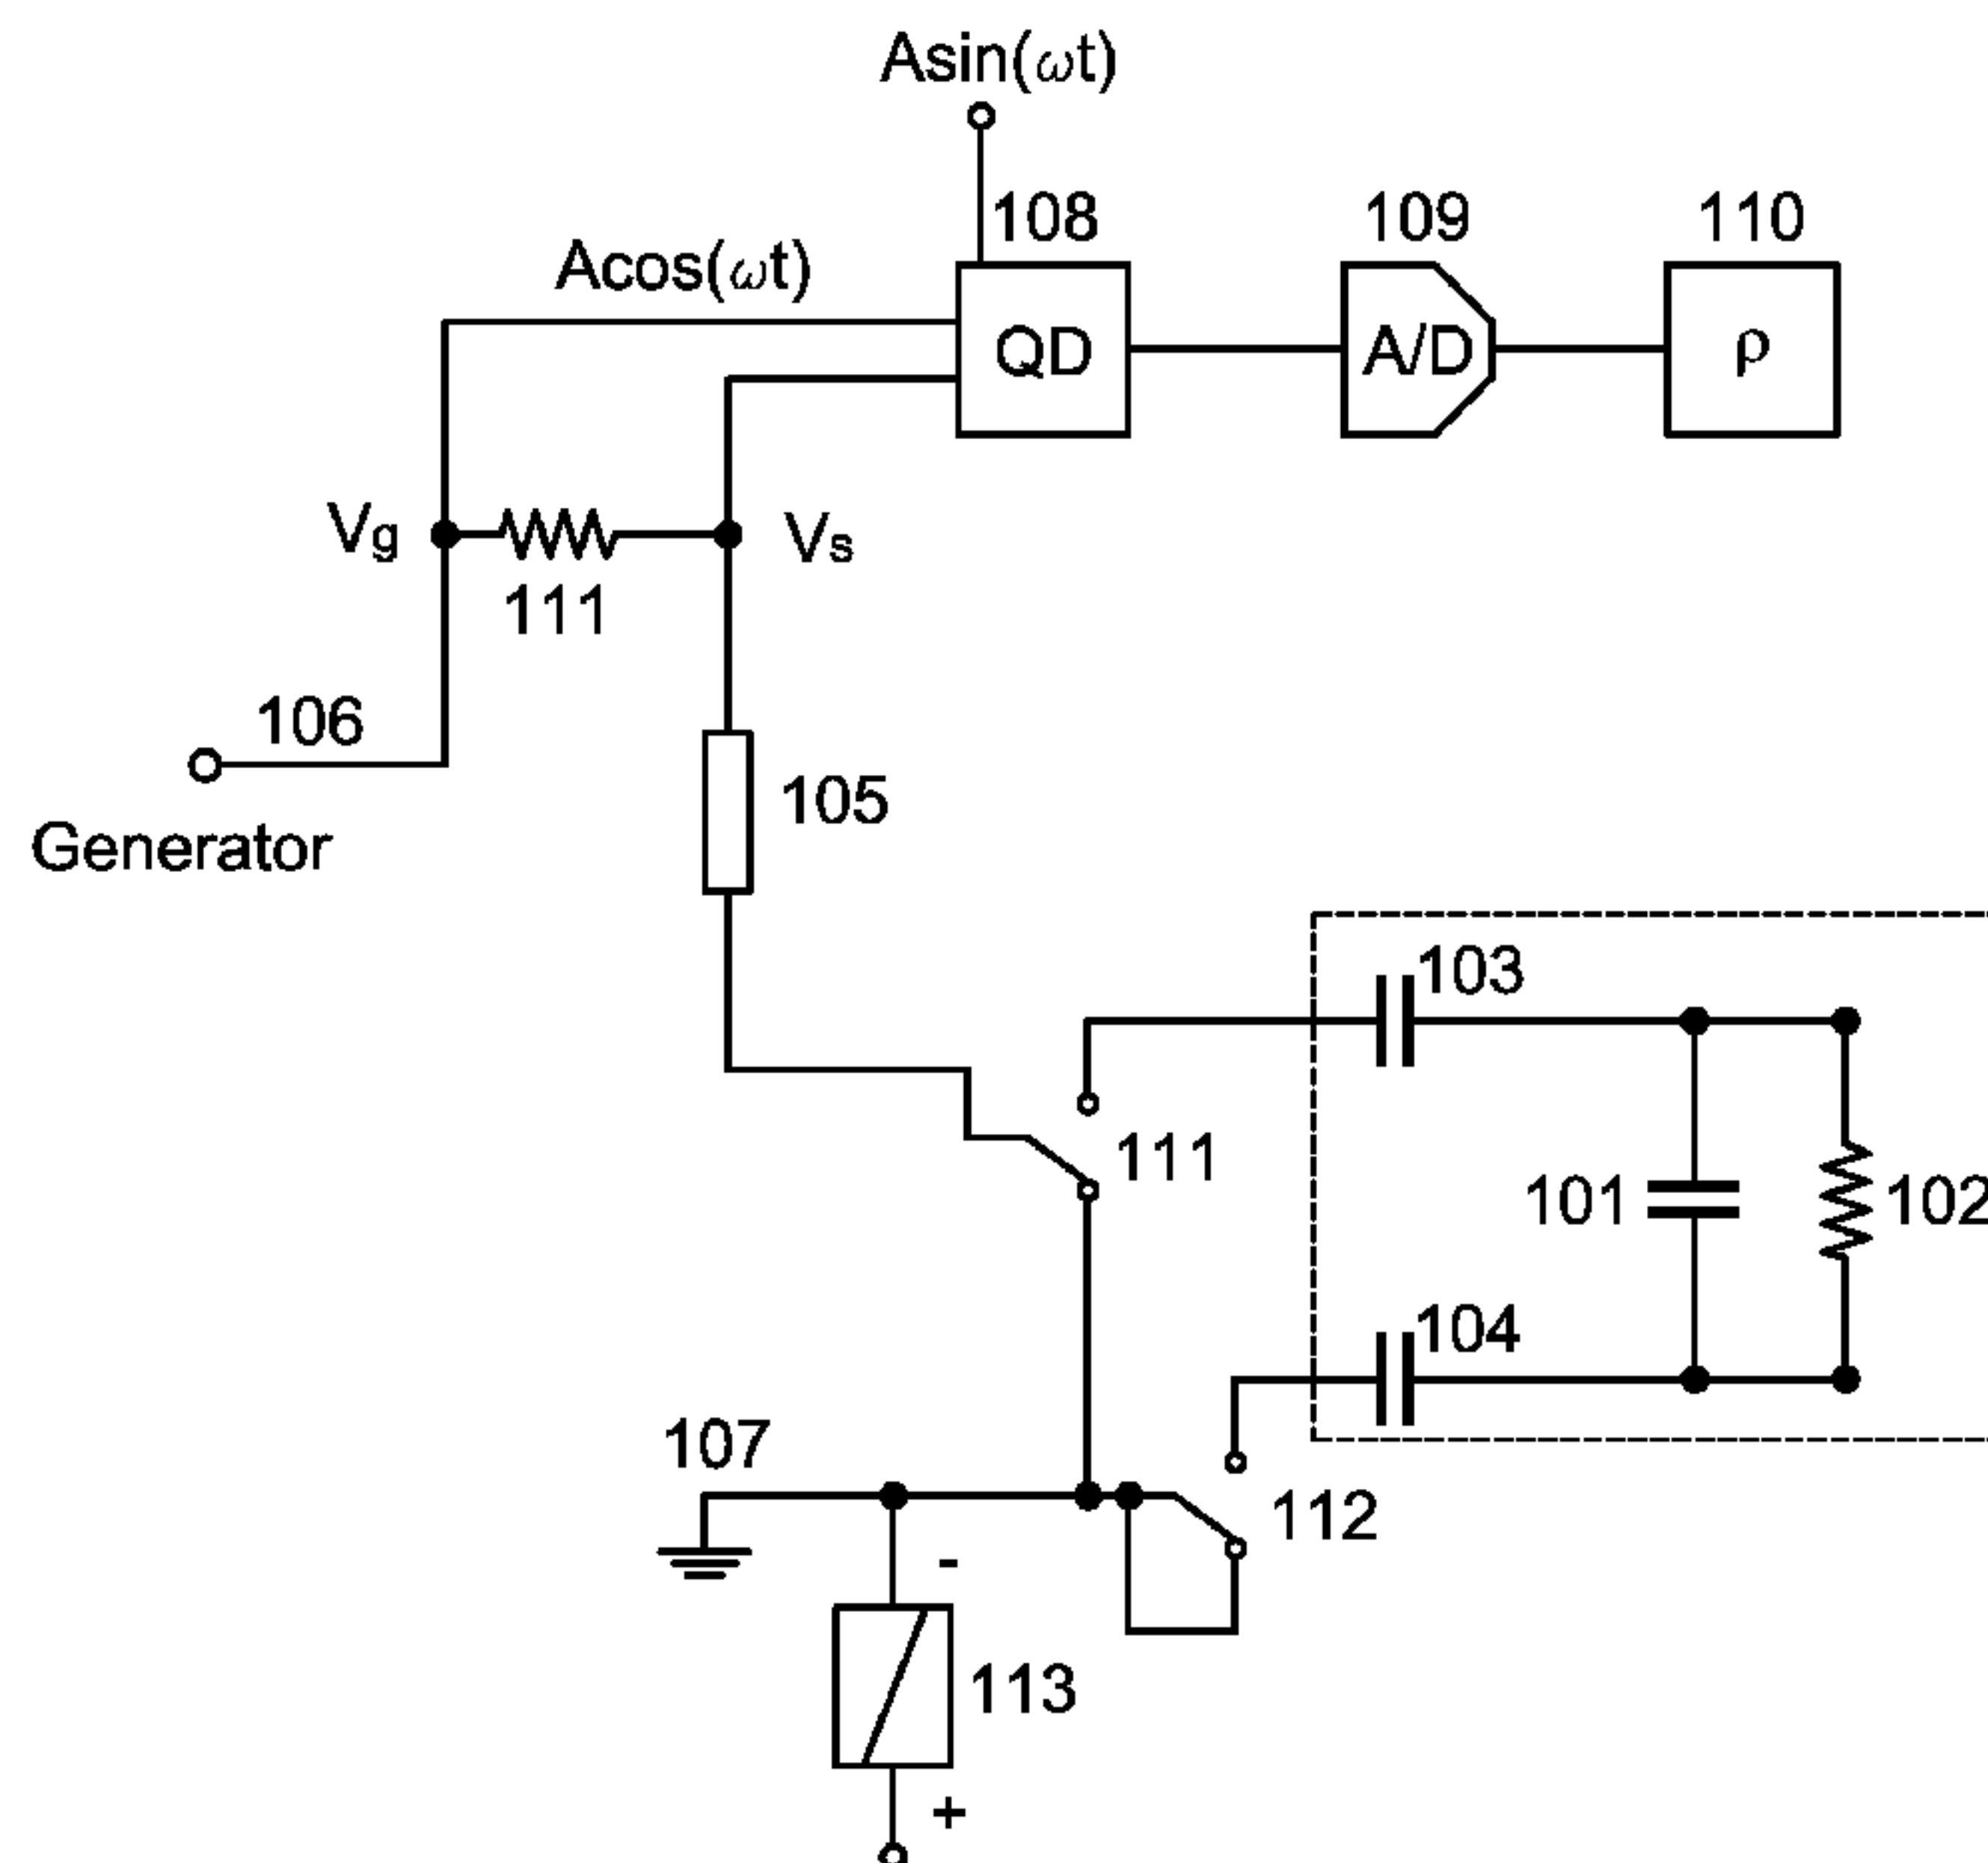 Asin(ωt)
108
109
110
Acos(ωt)
QD
A/D
ρ
Vg
Vs
111
106
105
Generator
103
111
101
102
104
107
112
-
113
+